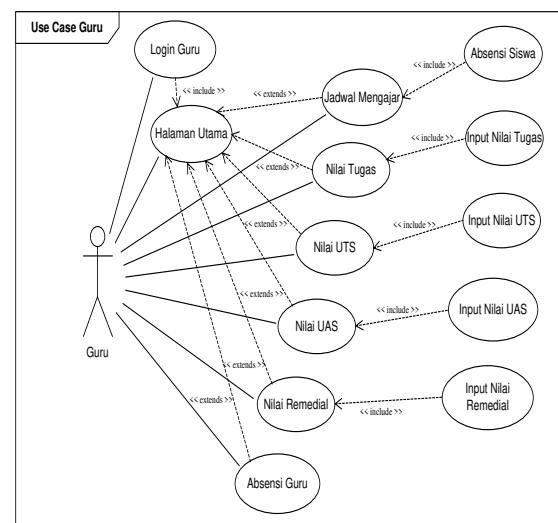 Use Case Guru
Login Guru
Absensi Siswa
<< include >>
<< include >>
<< extends >>
Jadwal Mengajar
Halaman Utama
<< include >>
Input Nilai Tugas
<< extends >>
Nilai Tugas
<< extends >>
<< include >>
Input Nilai UTS
Nilai UTS
<< extends >>
<< extends >>
<< include >>
Input Nilai UAS
Nilai UAS
Guru
<< extends >>
<< extends >>
Nilai Remedial
<< include >>
Input Nilai
Remedial
Absensi Guru